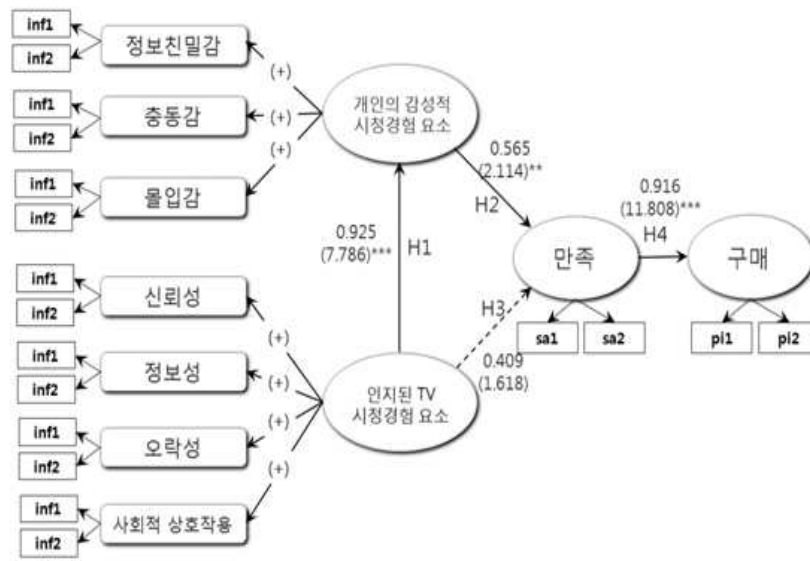 inf1
inf2
정보친밀감
(+)
inf1
inf2
충동감
(+)
inf1
inf2
몰입감
(+)
개인의 감성적
시청경험 요소
0.565
(2.114)**
H2
0.916
(11.808)***
H4
0.925
(7.786)***
H1
만족
구매
sa1
sa2
pi1
pi2
H3
0.409
(1.618)
inf1
inf2
신뢰성
(+)
inf1
inf2
정보성
(+)
인지된 TV
시청경험 요소
inf1
inf2
오락성
(+)
inf1
inf2
사회적 상호작용
(+)